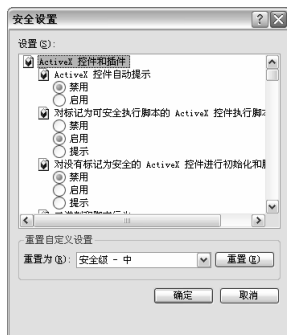 安全设置
设置(S):
ActiveX 控件和插件
ActiveX 控件自动提示
禁用
启用
对标记为可安全执行脚本的 ActiveX 控件执行脚
禁用
启用
提示
对没有标记为安全的 ActiveX 控件进行初始化和
禁用
启用
提示
重置自定义设置
重置为(R): 安全级 - 中
重置(E)
确定
取消